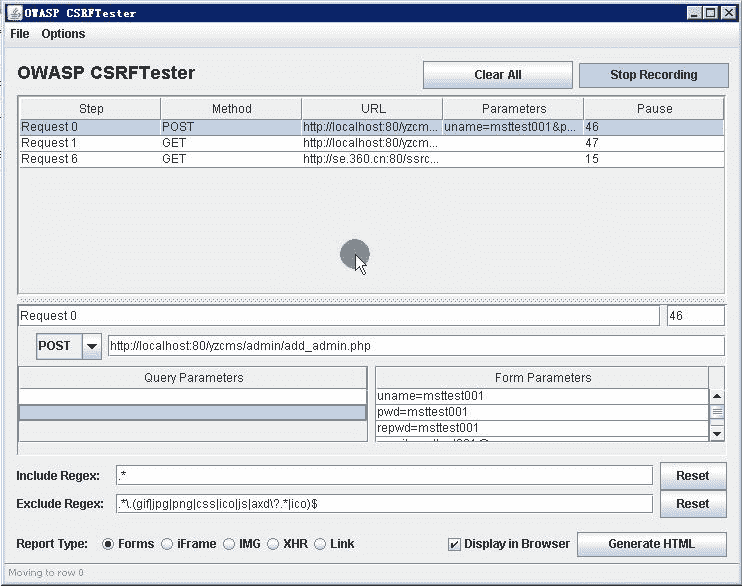 OWASP CSRFTester
File Options
OWASP CSRFTester
Clear All
Stop Recording
Step Method URL Parameters Pause
Request 0 POST http://localhost:80/yzcm... uname=msttest001&p... 46
Request 1 GET http://localhost:80/yzcm... 47
Request 6 GET http://se.360.cn:80/ssrc... 15
Request 0 46
POST http://localhost:80/yzcms/admin/add_admin.php
Query Parameters Form Parameters
uname=msttest001
pwd=msttest001
repwd=msttest001
Include Regex: .* Reset
Exclude Regex: .*\.(gif|jpg|png|css|ico|js|axd\?.*|ico)$ Reset
Report Type: Forms iFrame IMG XHR Link Display in Browser Generate HTML
Moving to row 0